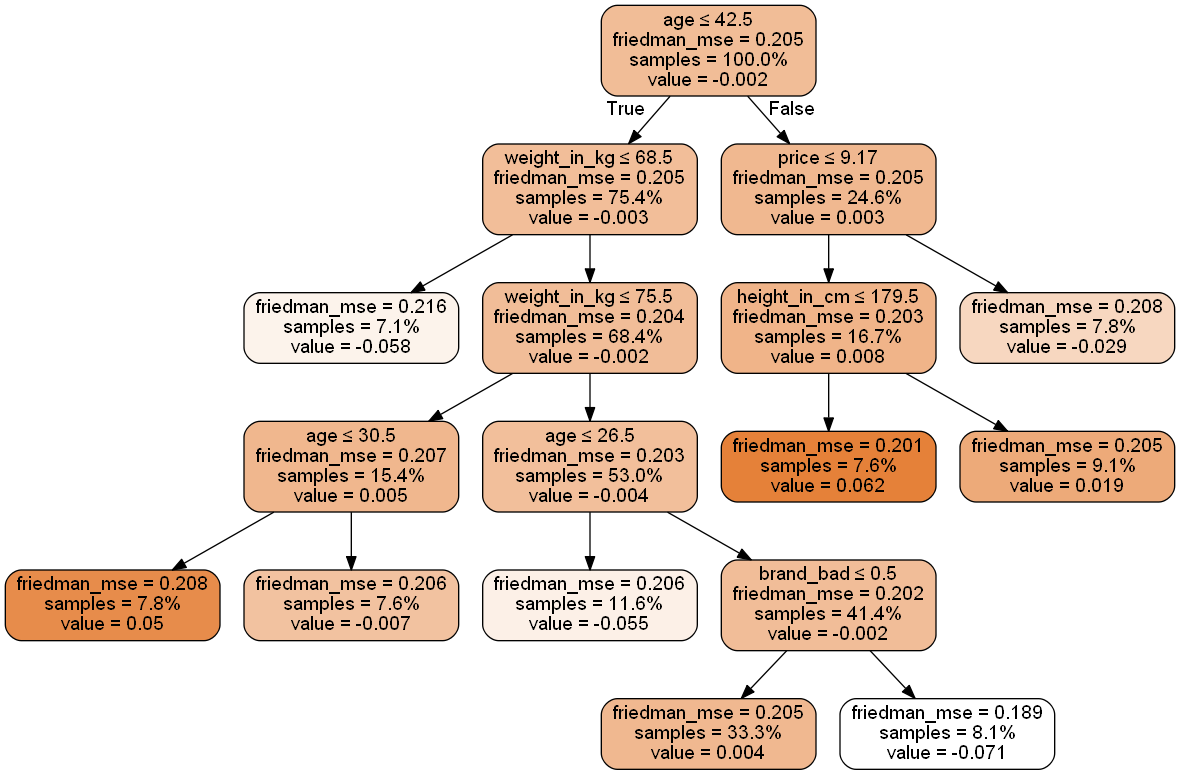 age ≤ 42.5
friedman_mse = 0.205
samples = 100.0%
value = -0.002
True
False
weight_in_kg ≤ 68.5
friedman_mse = 0.205
samples = 75.4%
value = -0.003
price ≤ 9.17
friedman_mse = 0.205
samples = 24.6%
value = 0.003
friedman_mse = 0.216
samples = 7.1%
value = -0.058
weight_in_kg ≤ 75.5
friedman_mse = 0.204
samples = 68.4%
value = -0.002
height_in_cm ≤ 179.5
friedman_mse = 0.203
samples = 16.7%
value = 0.008
friedman_mse = 0.208
samples = 7.8%
value = -0.029
age ≤ 30.5
friedman_mse = 0.207
samples = 15.4%
value = 0.005
age ≤ 26.5
friedman_mse = 0.203
samples = 53.0%
value = -0.004
friedman_mse = 0.201
samples = 7.6%
value = 0.062
friedman_mse = 0.205
samples = 9.1%
value = 0.019
friedman_mse = 0.208
samples = 7.8%
value = 0.05
friedman_mse = 0.206
samples = 7.6%
value = -0.007
friedman_mse = 0.206
samples = 11.6%
value = -0.055
brand_bad ≤ 0.5
friedman_mse = 0.202
samples = 41.4%
value = -0.002
friedman_mse = 0.205
samples = 33.3%
value = 0.004
friedman_mse = 0.189
samples = 8.1%
value = -0.071